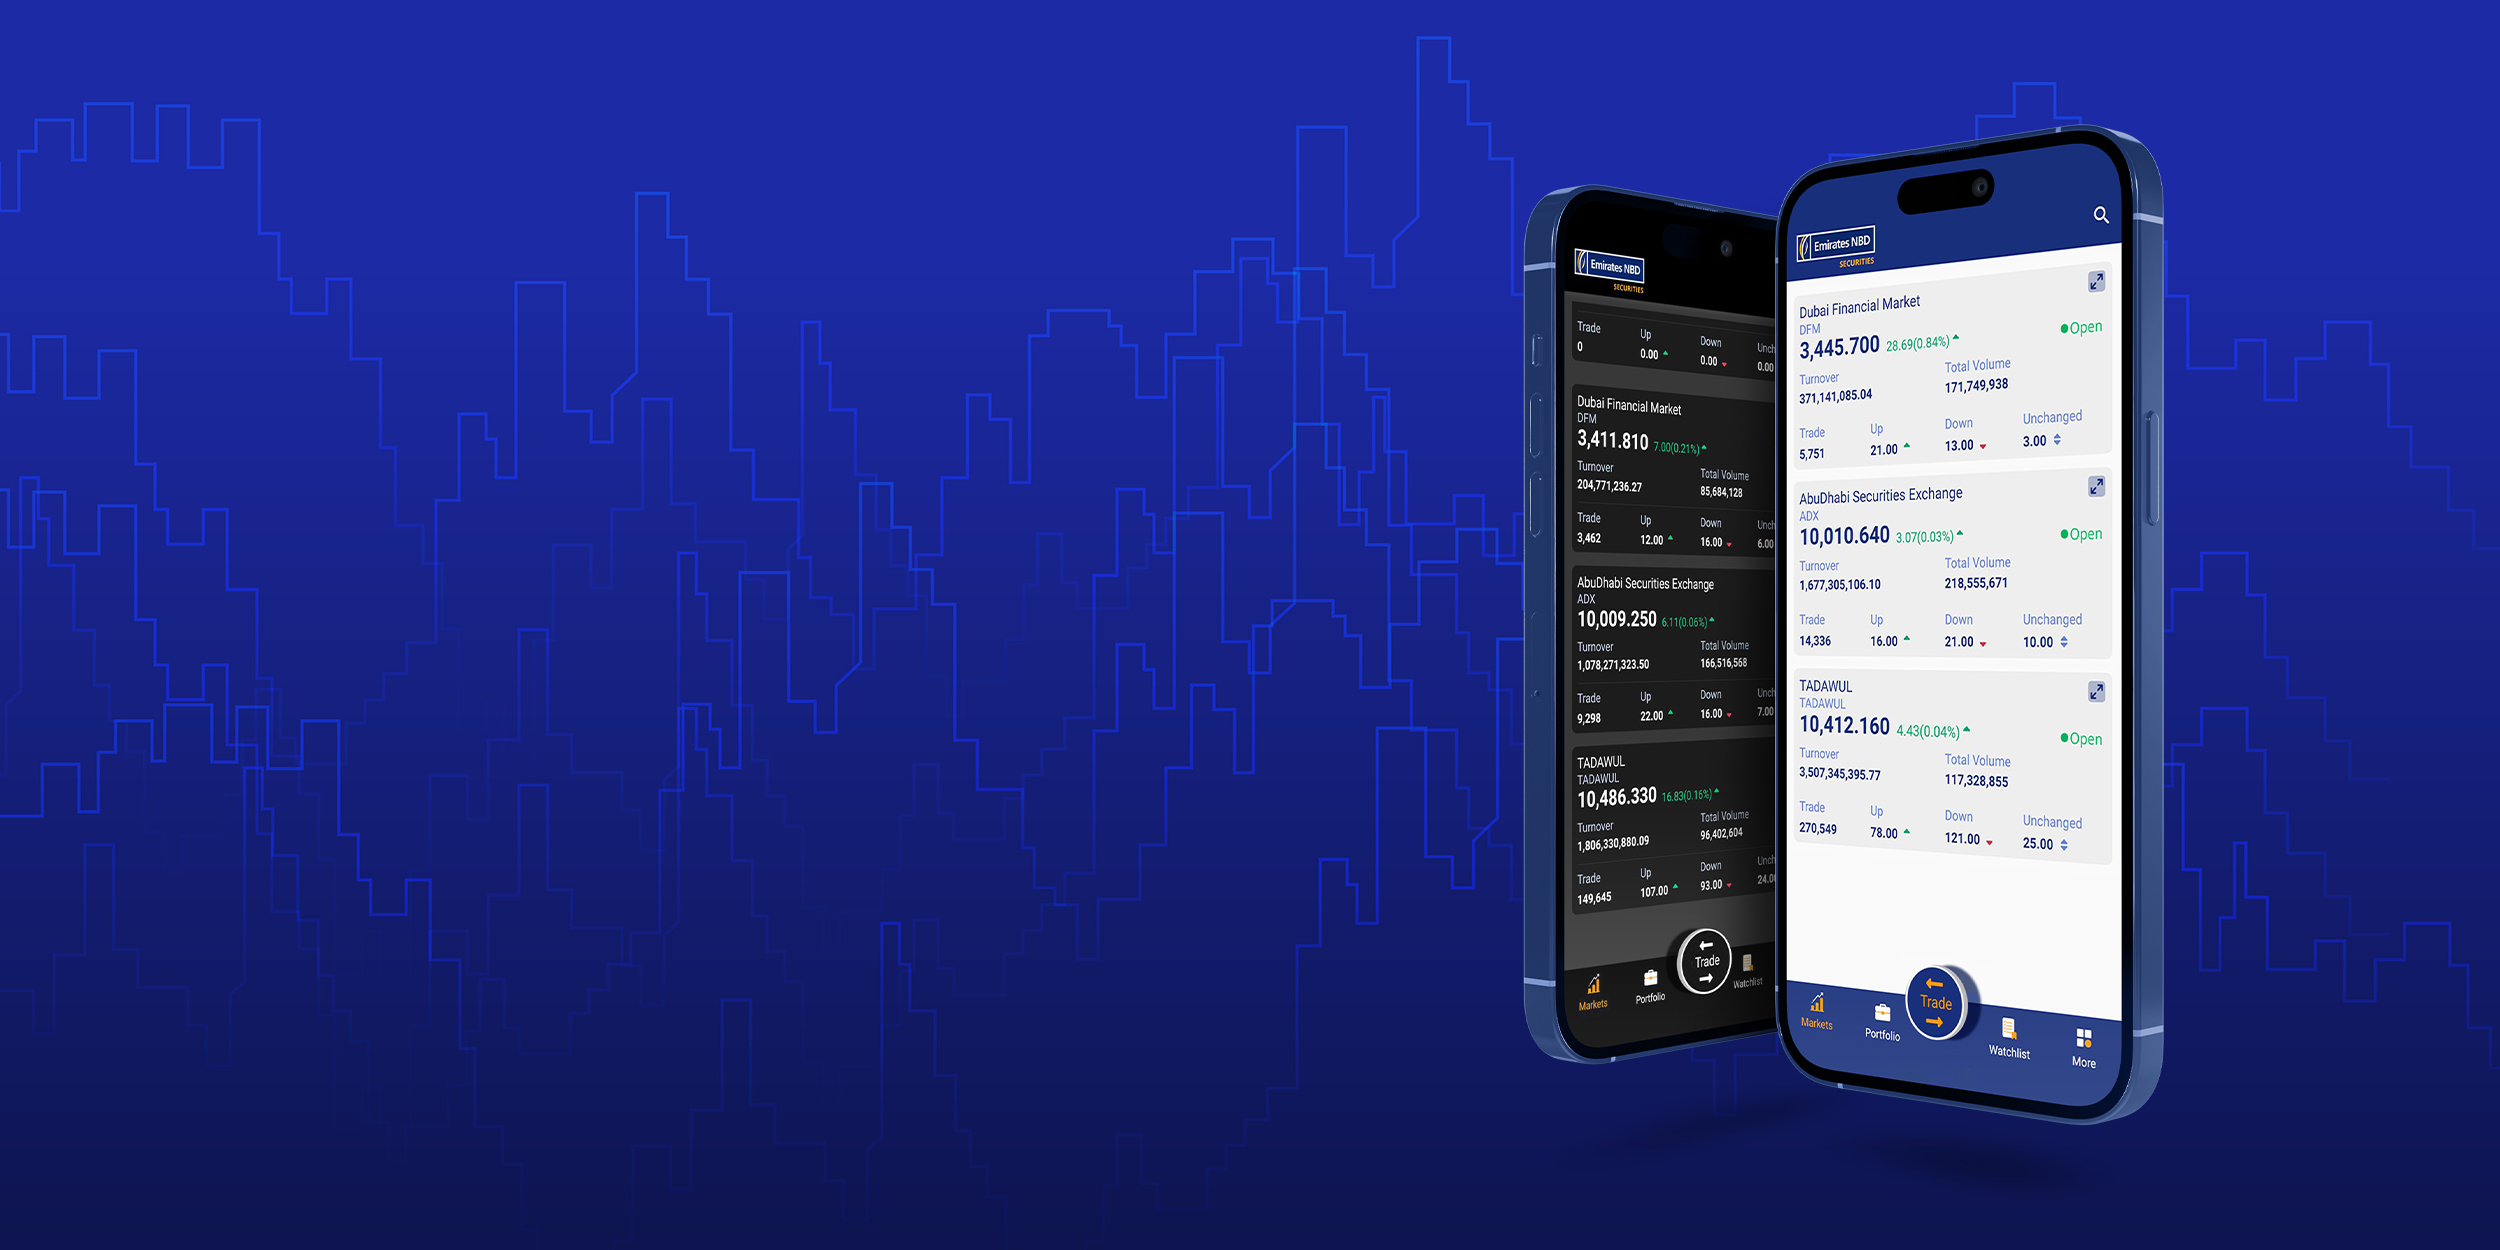 Emirates NBD
SECURITIES
Trade Up Down Unch
0 0.00 0.00 0.00
Dubai Financial Market
DFM
3,411.810 7.00(0.21%)
Turnover Total Volume
204,771,236.27 85,684,128
Trade Up Down Unch
3,462 12.00 16.00 6.00
AbuDhabi Securities Exchange
ADX
10,009.250 6.11(0.06%)
Turnover Total Volume
1,078,271,323.50 166,516,568
Trade Up Down Unch
9,298 22.00 16.00 7.00
TADAWUL
TADAWUL
10,486.330 16.83(0.16%)
Turnover Total Volume
1,806,330,880.09 96,402,604
Trade Up Down Unch
149,645 107.00 93.00 24.00
Markets Portfolio Trade Watchlist
Emirates NBD
SECURITIES
Dubai Financial Market
DFM
3,445.700 28.69(0.84%) Open
Turnover Total Volume
371,141,085.04 171,749,938
Trade Up Down Unchanged
5,751 21.00 13.00 3.00
AbuDhabi Securities Exchange
ADX
10,010.640 3.07(0.03%) Open
Turnover Total Volume
1,677,305,106.10 218,555,671
Trade Up Down Unchanged
14,336 16.00 21.00 10.00
TADAWUL
TADAWUL
10,412.160 4.43(0.04%) Open
Turnover Total Volume
3,507,345,395.77 117,328,855
Trade Up Down Unchanged
270,549 78.00 121.00 25.00
Markets Portfolio Trade Watchlist More